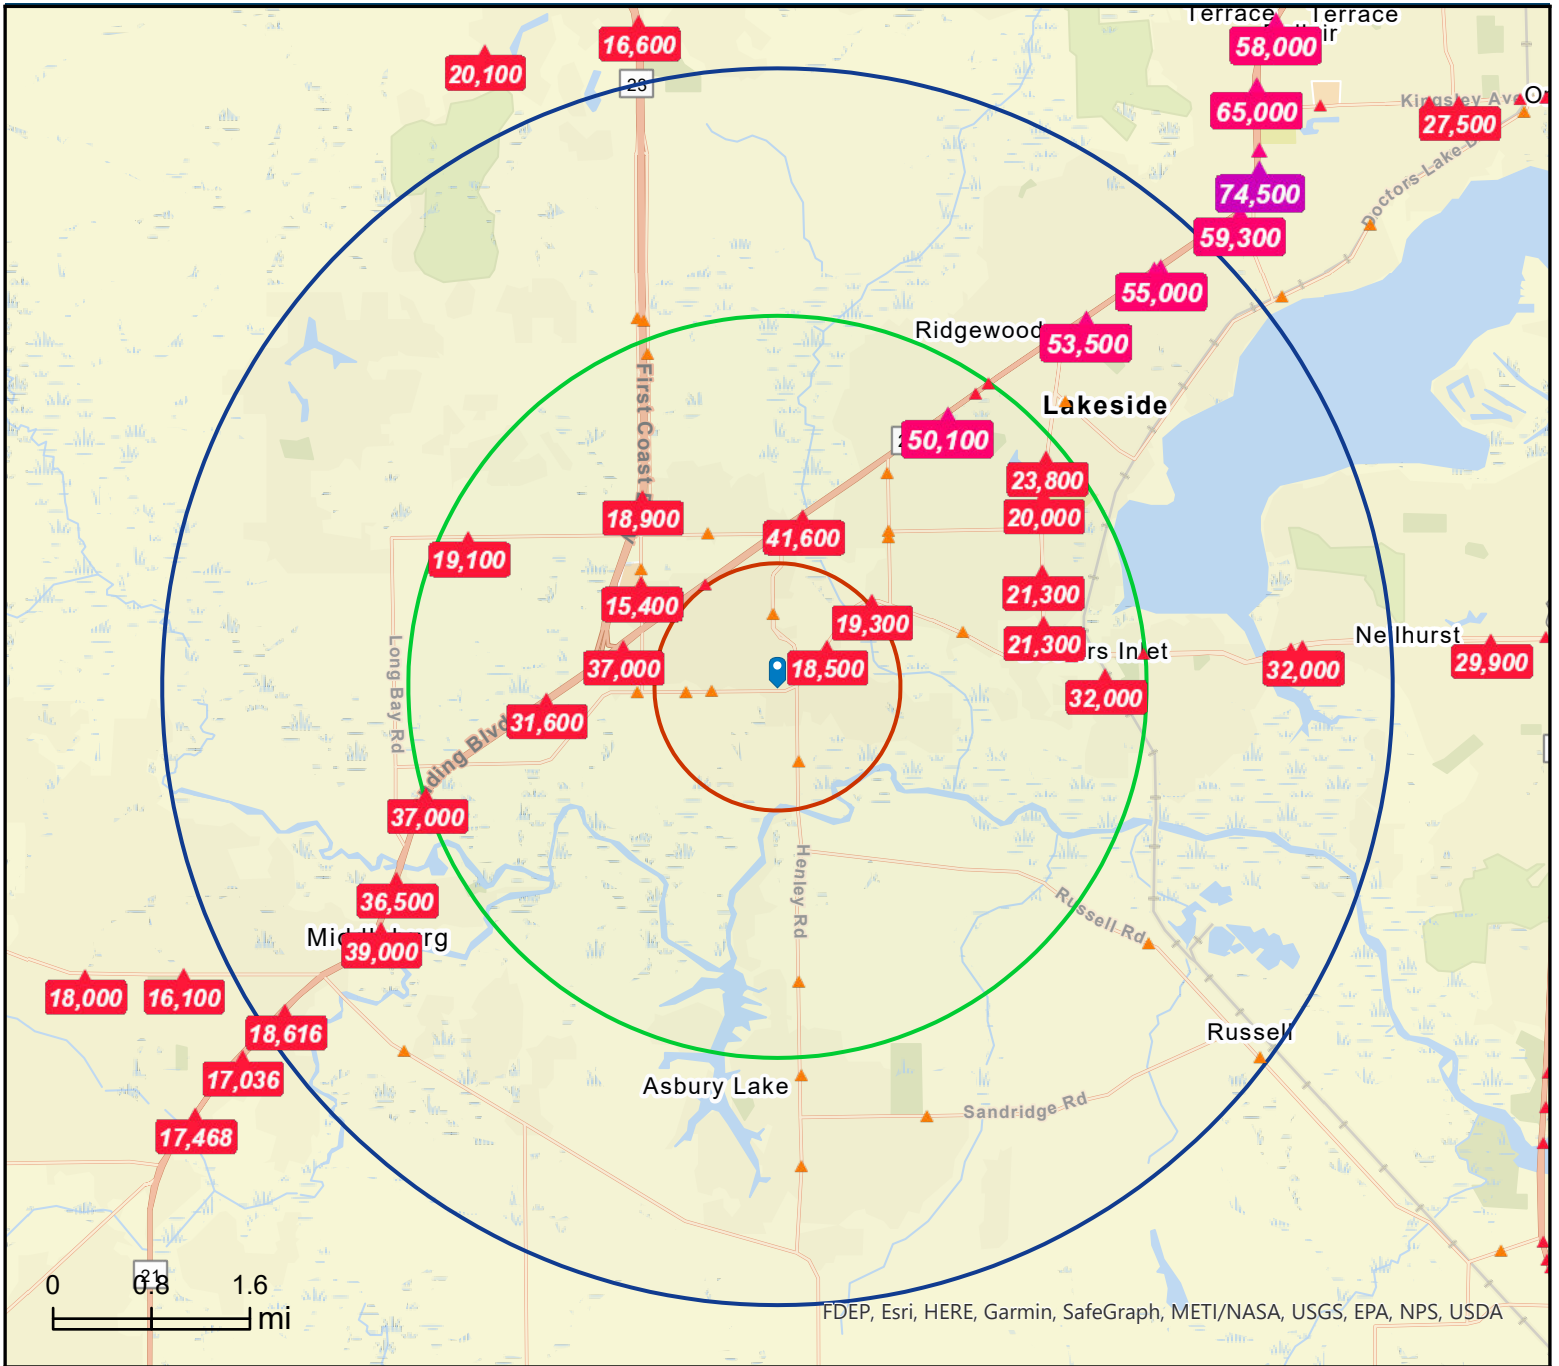 Terrace
Terrace
58,000
16,600
20,100
23
65,000
Kingsley Ave
27,500
74,500
Doctors Lake
59,300
55,000
Ridgewood
53,500
First Coast
Lakeside
50,100
23,800
18,900
20,000
41,600
19,100
15,400
21,300
19,300
21,300
Inlet
Nellhurst
37,000
18,500
32,000
29,900
Long Bay Rd
32,000
31,600
Blvd
37,000
Henley Rd
36,500
Russell Rd
39,000
18,000
16,100
18,616
Russell
17,036
Asbury Lake
Sandridge Rd
17,468
21
0 0.8 1.6
mi
FDEP, Esri, HERE, Garmin, SafeGraph, METI/NASA, USGS, EPA, NPS, USDA